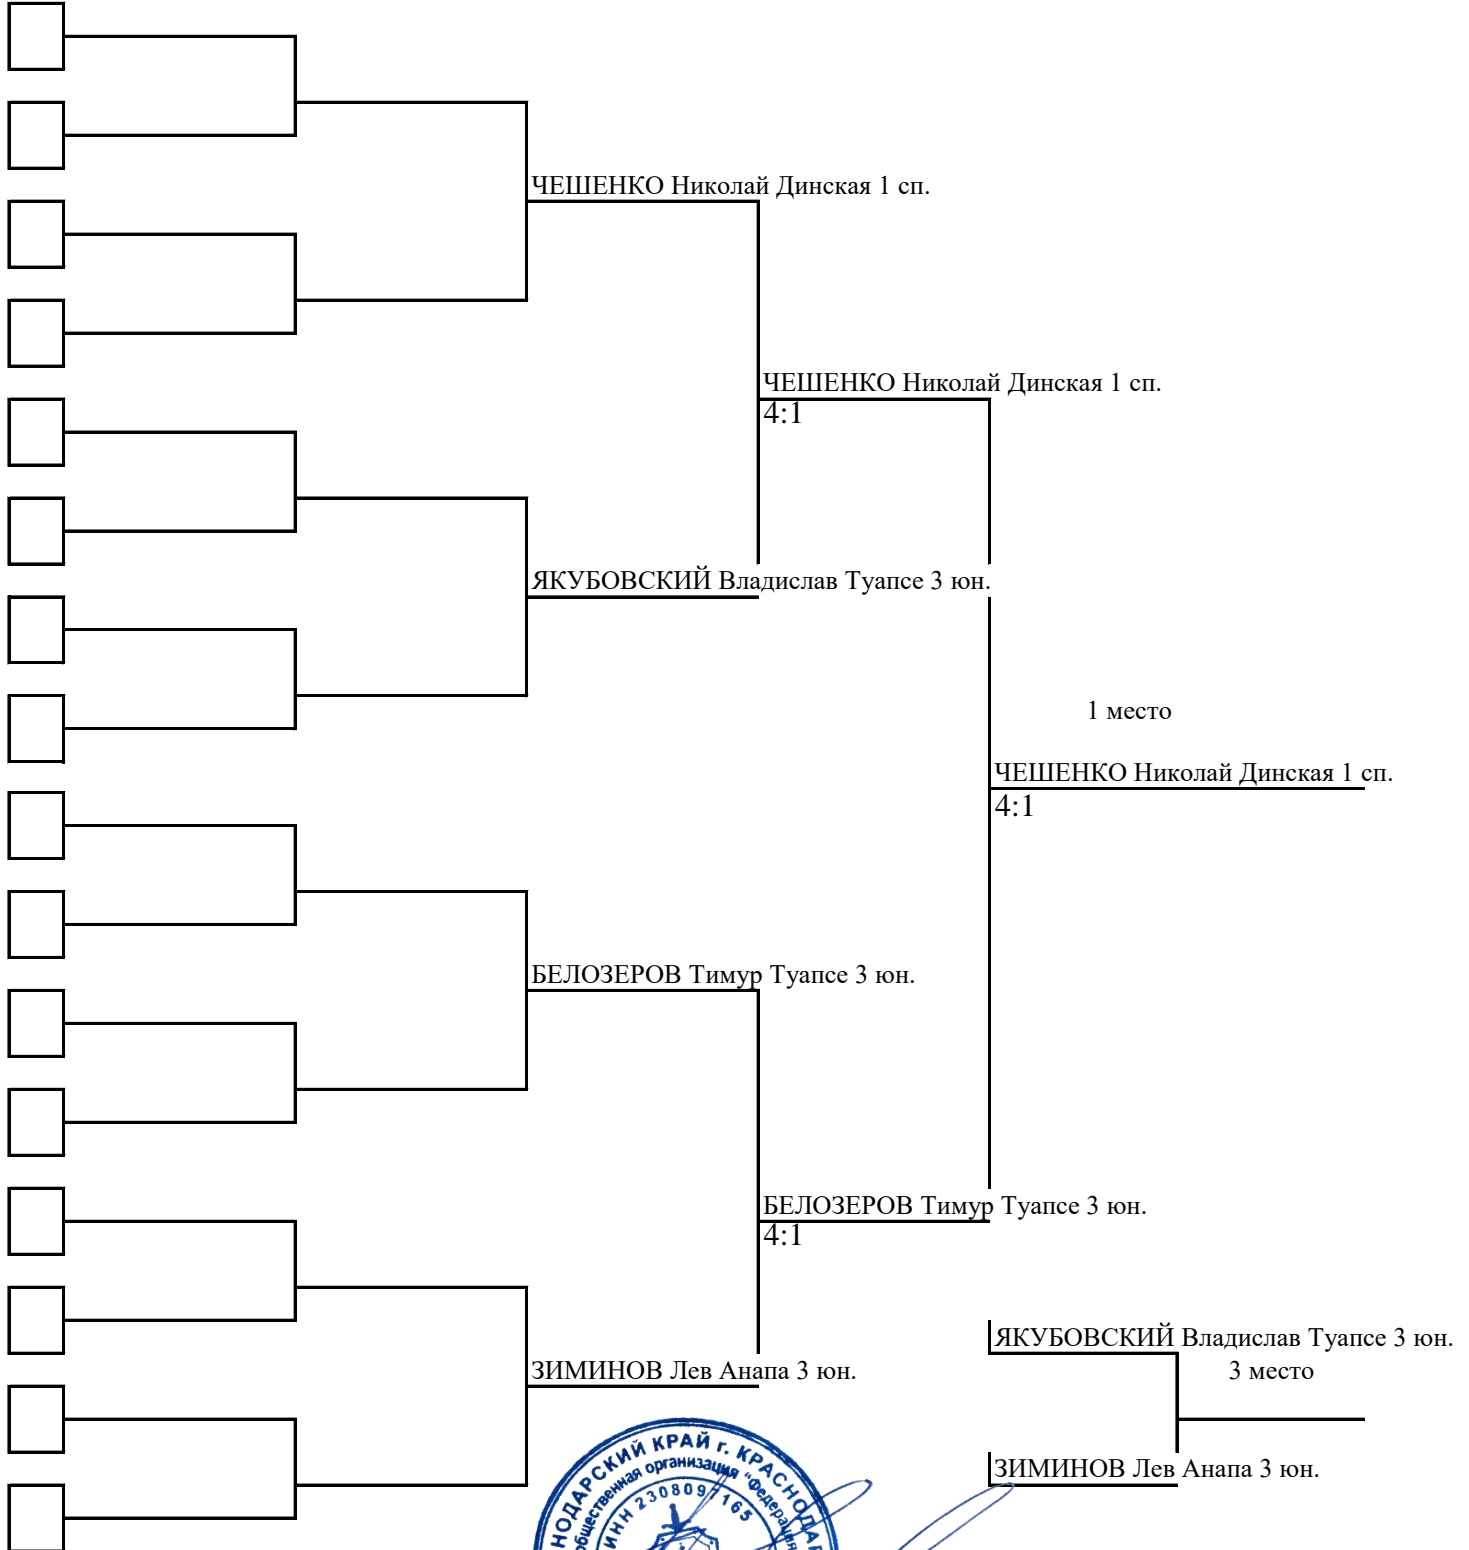 ЧЕШЕНКО Николай Динская 1 сп.
ЧЕШЕНКО Николай Динская 1 сп.
4:1
ЯКУБОВСКИЙ Владислав Туапсе 3 юн.
1 место
ЧЕШЕНКО Николай Динская 1 сп.
4:1
БЕЛОЗЕРОВ Тимур Туапсе 3 юн.
БЕЛОЗЕРОВ Тимур Туапсе 3 юн.
4:1
ЯКУБОВСКИЙ Владислав Туапсе 3 юн.
3 место
ЗИМИНОВ Лев Анапа 3 юн.
ЗИМИНОВ Лев Анапа 3 юн.
КРАЙ г.
организация "Федерация
ИНН 2308097165